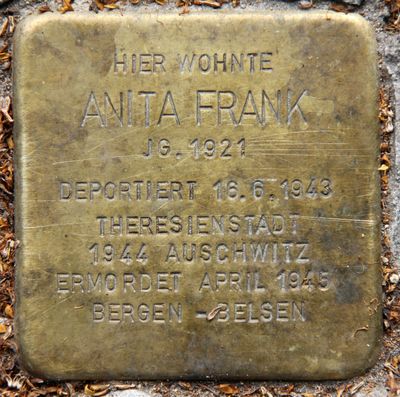 HIER WOHNTE
ANITA FRANK
JG. 1921
DEPORTIERT 16.6.1943
THERESIENSTADT
1944 AUSCHWITZ
ERMORDET APRIL 1945
BERGEN - BELSEN